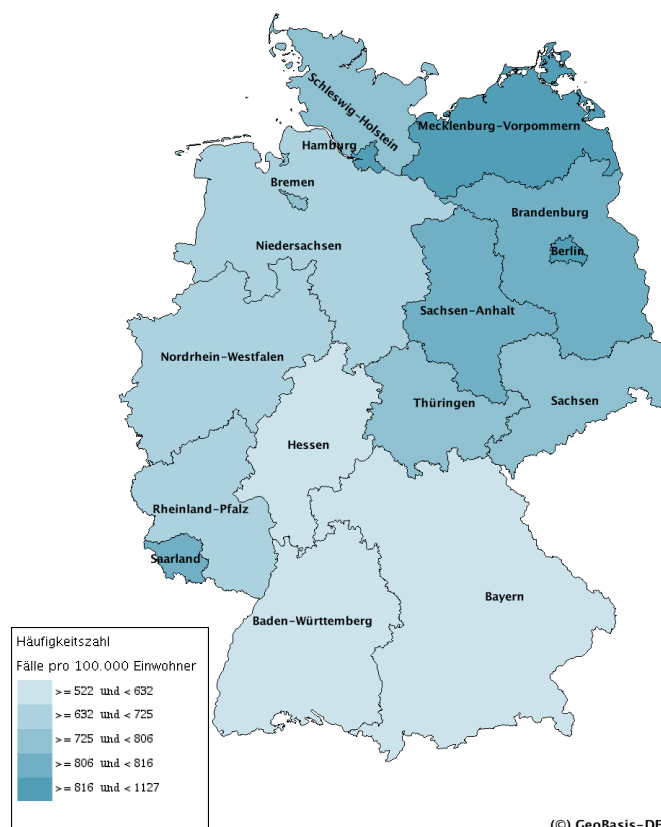 Schleswig-Holstein
Mecklenburg-Vorpommern
Hamburg
Bremen
Brandenburg
Niedersachsen
Berlin
Sachsen-Anhalt
Nordrhein-Westfalen
Thüringen
Sachsen
Hessen
Rheinland-Pfalz
Saarland
Bayern
Baden-Württemberg
Häufigkeitszahl
Fälle pro 100.000 Einwohner
>= 522 und < 632
>= 632 und < 725
>= 725 und < 806
>= 806 und < 816
>= 816 und < 1127
(©) GeoBasis-DE